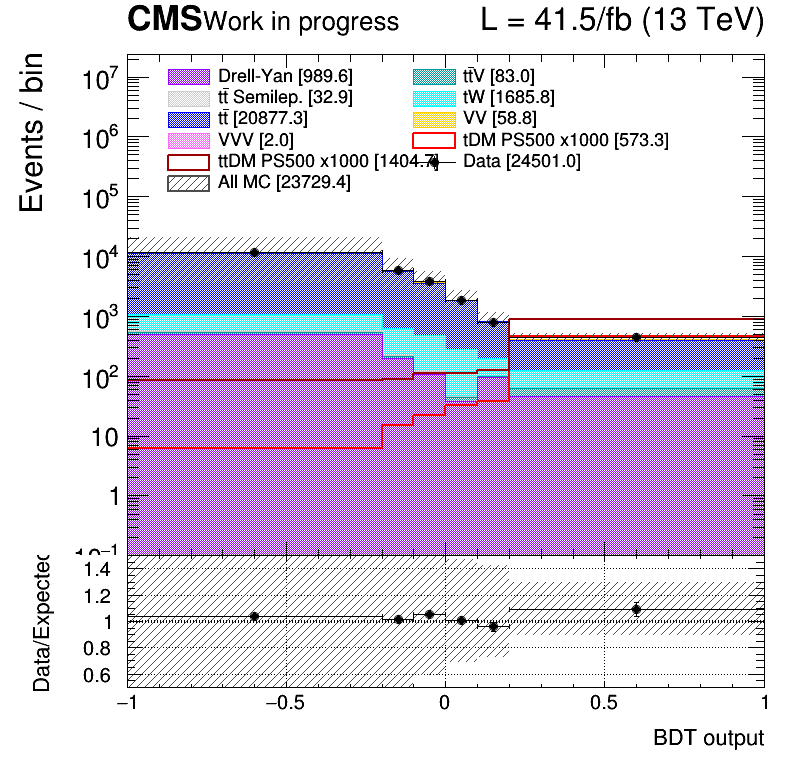 CMS Work in progress L = 41.5/fb (13 TeV)
Events / bin
10⁷
10⁶
10⁵
10⁴
10³
10²
10
1
10⁻¹
Drell-Yan [989.6]
tt̄V [83.0]
tt̄ Semilep. [32.9]
tW [1685.8]
tt̄ [20877.3]
VV [58.8]
VVV [2.0]
tDM PS500 x1000 [573.3]
ttDM PS500 x1000 [1404.7]
Data [24501.0]
All MC [23729.4]
Data/Expected
1.4
1.2
1
0.8
0.6
−1 −0.5 0 0.5 1
BDT output